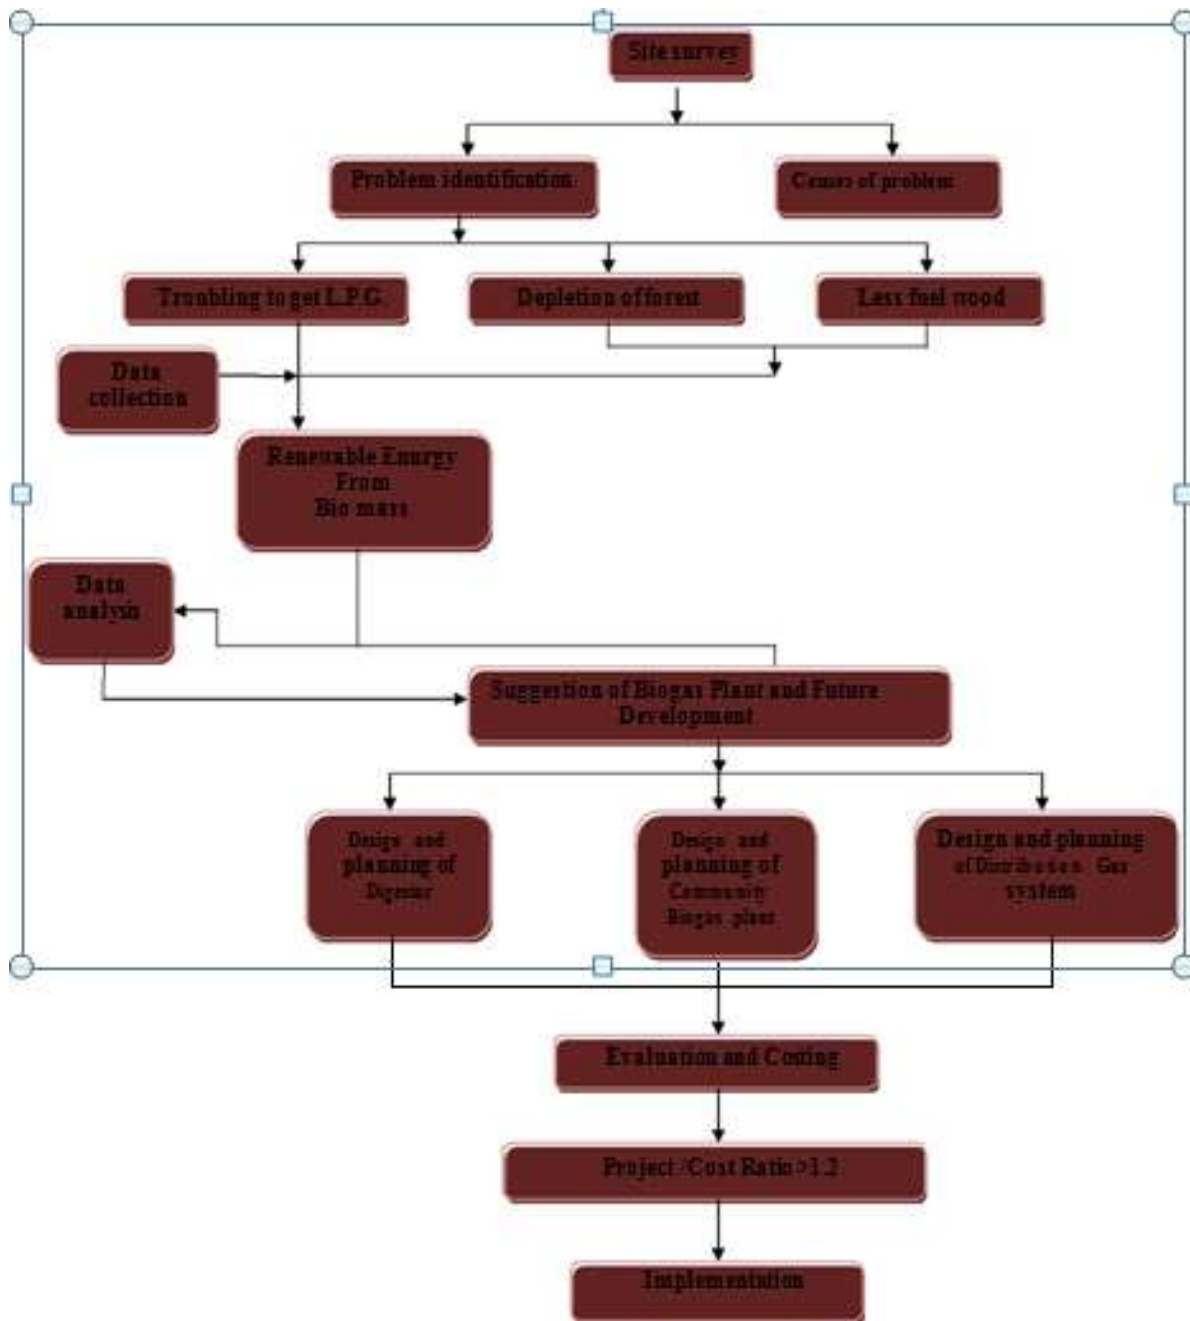 Site survey
Problem identification
Causes of problem
Troubling to get L.P.G.
Depletion of forest
Less fuel wood
Data
collection
Renewable Energy
From
Bio mass
Data
analysis
Suggestion of Biogas Plant and Future
Development
Design and
planning of
Digester
Design and
planning of
Community
Biogas plant
Design and planning
of Distribution Gas
system
Evaluation and Costing
Project /Cost Ratio >1.2
Implementation